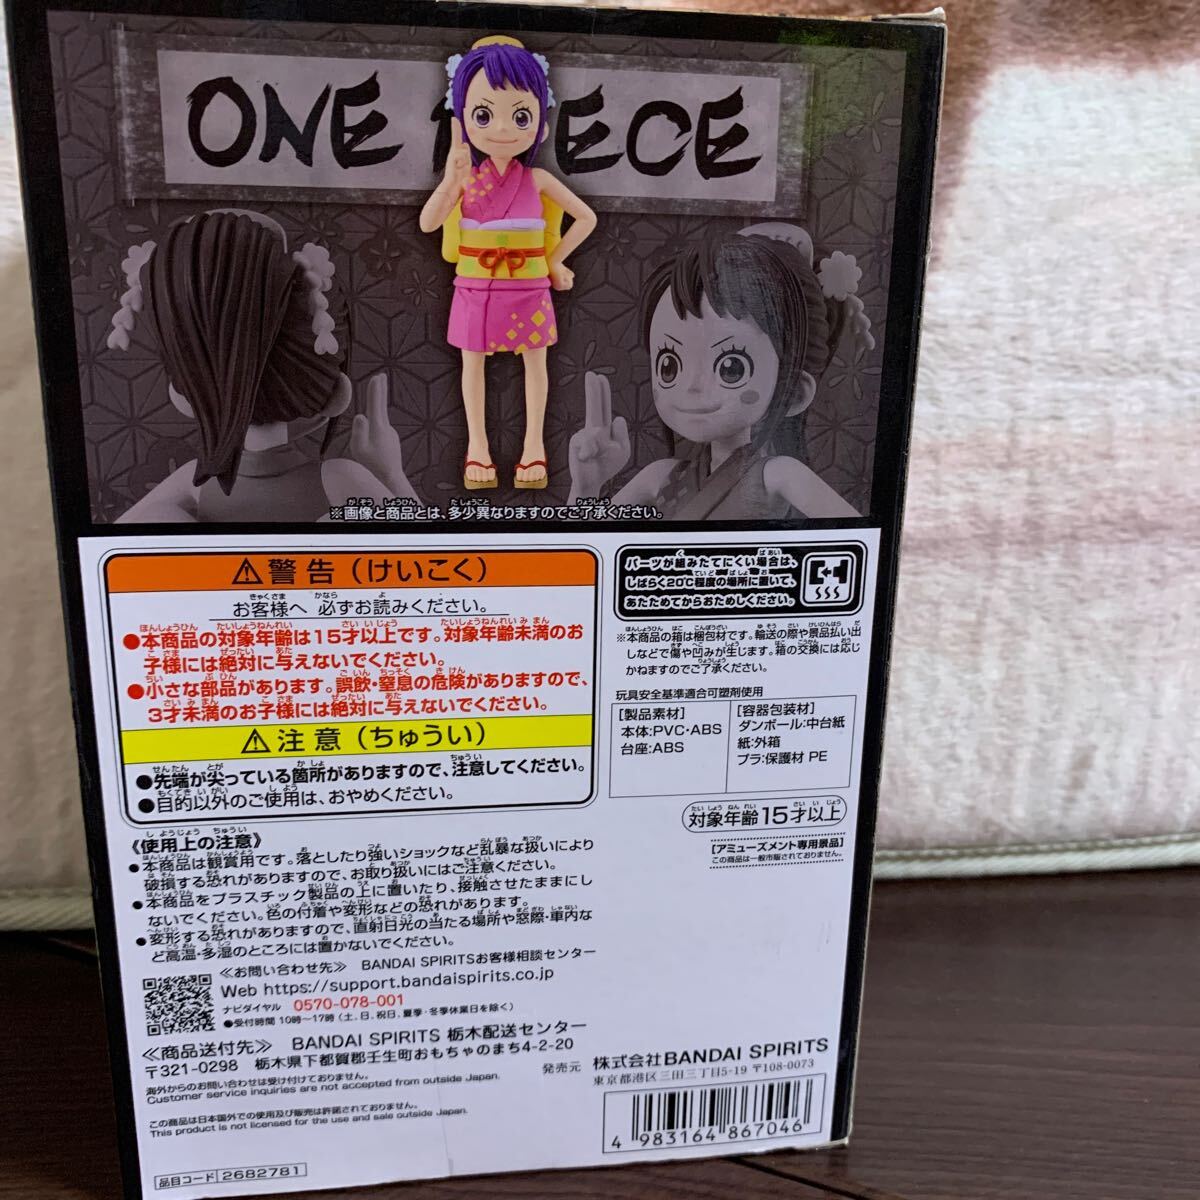 ONE PIECE
※画像と商品とは、多少異なりますのでご了承ください。
⚠警告(けいこく)
お客様へ 必ずお読みください。
●本商品の対象年齢は15才以上です。対象年齢未満のお
子様には絶対に与えないでください。
●小さな部品があります。誤飲・窒息の危険がありますので、
3才未満のお子様には絶対に与えないでください。
⚠注意(ちゅうい)
●先端が尖っている箇所がありますので、注意してください。
●目的以外のご使用は、おやめください。
《使用上の注意》
●本商品は観賞用です。落としたり強いショックなど乱暴な扱いにより
破損する恐れがありますので、お取り扱いにはご注意ください。
●本商品をプラスチック製品の上に置いたり、接触させたままにし
ないでください。色の付着や変形などの恐れがあります。
●変形する恐れがありますので、直射日光の当たる場所や窓際・車内な
ど高温・多湿のところには置かないでください。
≪お問い合わせ先≫ BANDAI SPIRITSお客様相談センター
Web https://support.bandaispirits.co.jp
ナビダイヤル 0570-078-001
●受付時間 10時〜17時(土、日、祝日、夏季・冬季休業日を除く)
≪商品送付先≫ BANDAI SPIRITS 栃木配送センター
〒321-0298 栃木県下都賀郡壬生町おもちゃのまち4-2-20
海外からのお問い合わせは受け付けておりません。
Customer service inquiries are not accepted from outside Japan.
この商品は日本国外での使用及び販売は許諾されておりません。
This product is not licensed for the use and sale outside Japan.
品目コード 2682781
パーツが組みたてにくい場合は、
しばらく20℃程度の場所に置いて、
あたためてからおためしください。
※本商品の箱は梱包材です。輸送の際や景品払い出
しなどで傷や凹みが生じます。箱の交換には応じ
かねますのでご了承ください。
玩具安全基準適合可塑剤使用
[製品素材]
本体:PVC・ABS
台座:ABS
[容器包装材]
ダンボール:中台紙
紙:外箱
プラ:保護材 PE
対象年齢15才以上
[アミューズメント専用景品]
この商品は一般市販されておりません。
発売元 株式会社BANDAI SPIRITS
東京都港区三田三丁目5-19 〒108-0073
4 983164 867046